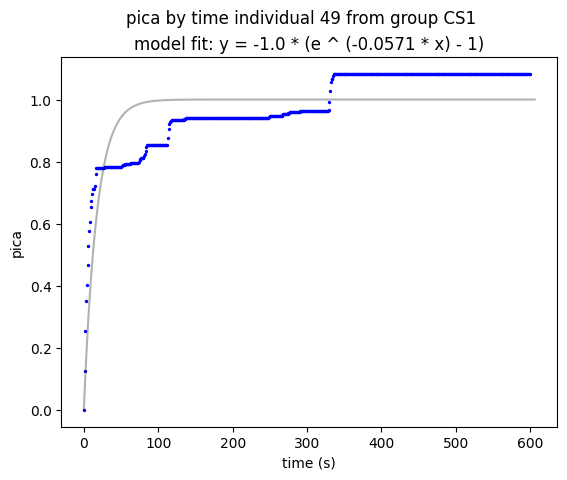 pica by time individual 49 from group CS1
model fit: y = -1.0 * (e ^ (-0.0571 * x) - 1)
1.0
0.8
0.6
0.4
0.2
0.0
pica
0 100 200 300 400 500 600
time (s)